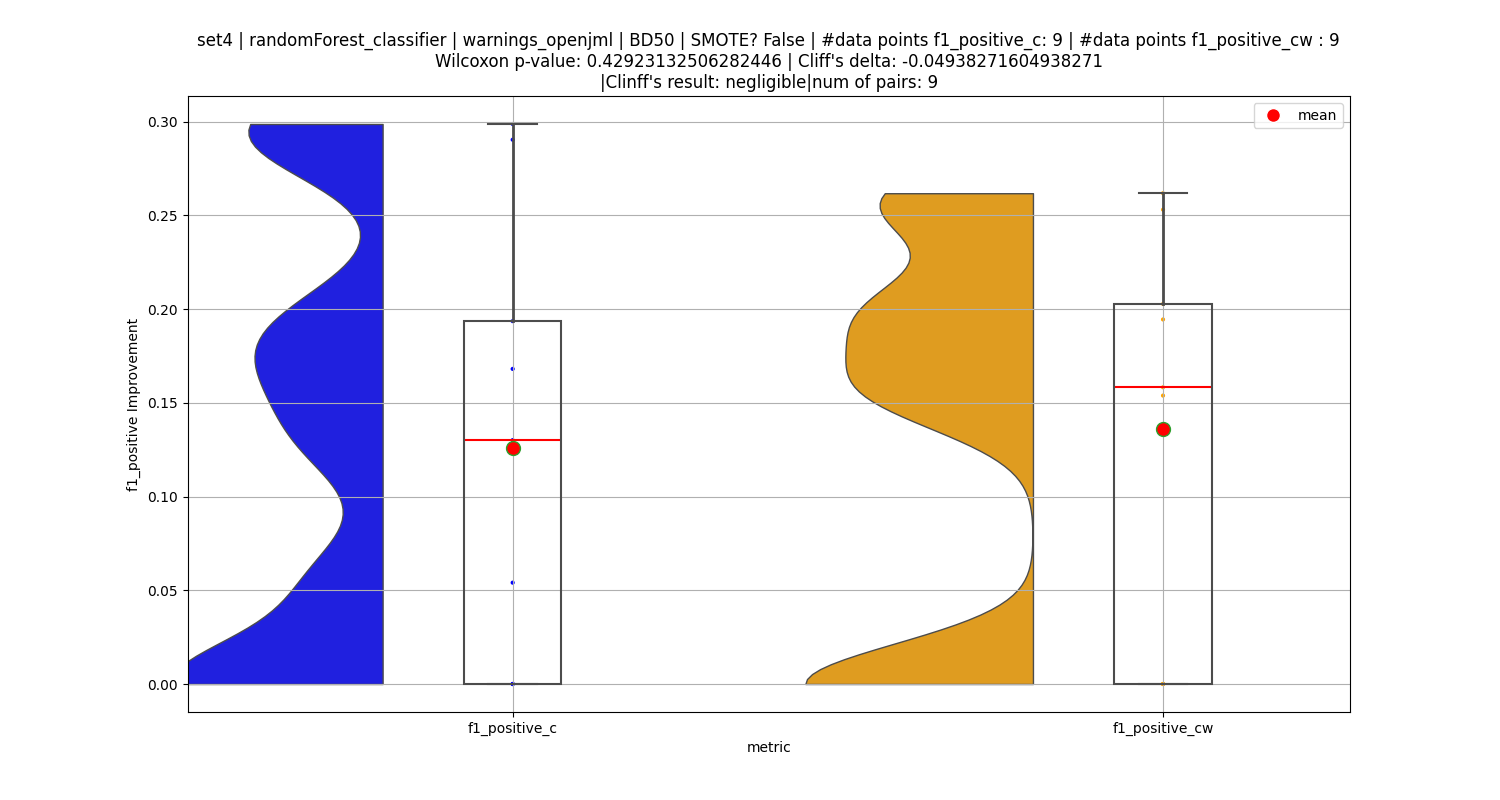 set4 | randomForest_classifier | warnings_openjml | BD50 | SMOTE? False | #data points f1_positive_c: 9 | #data points f1_positive_cw : 9
Wilcoxon p-value: 0.42923132506282446 | Cliff's delta: -0.04938271604938271
|Clinff's result: negligible|num of pairs: 9
mean
0.30
0.25
0.20
0.15
0.10
0.05
0.00
f1_positive Improvement
f1_positive_c
f1_positive_cw
metric